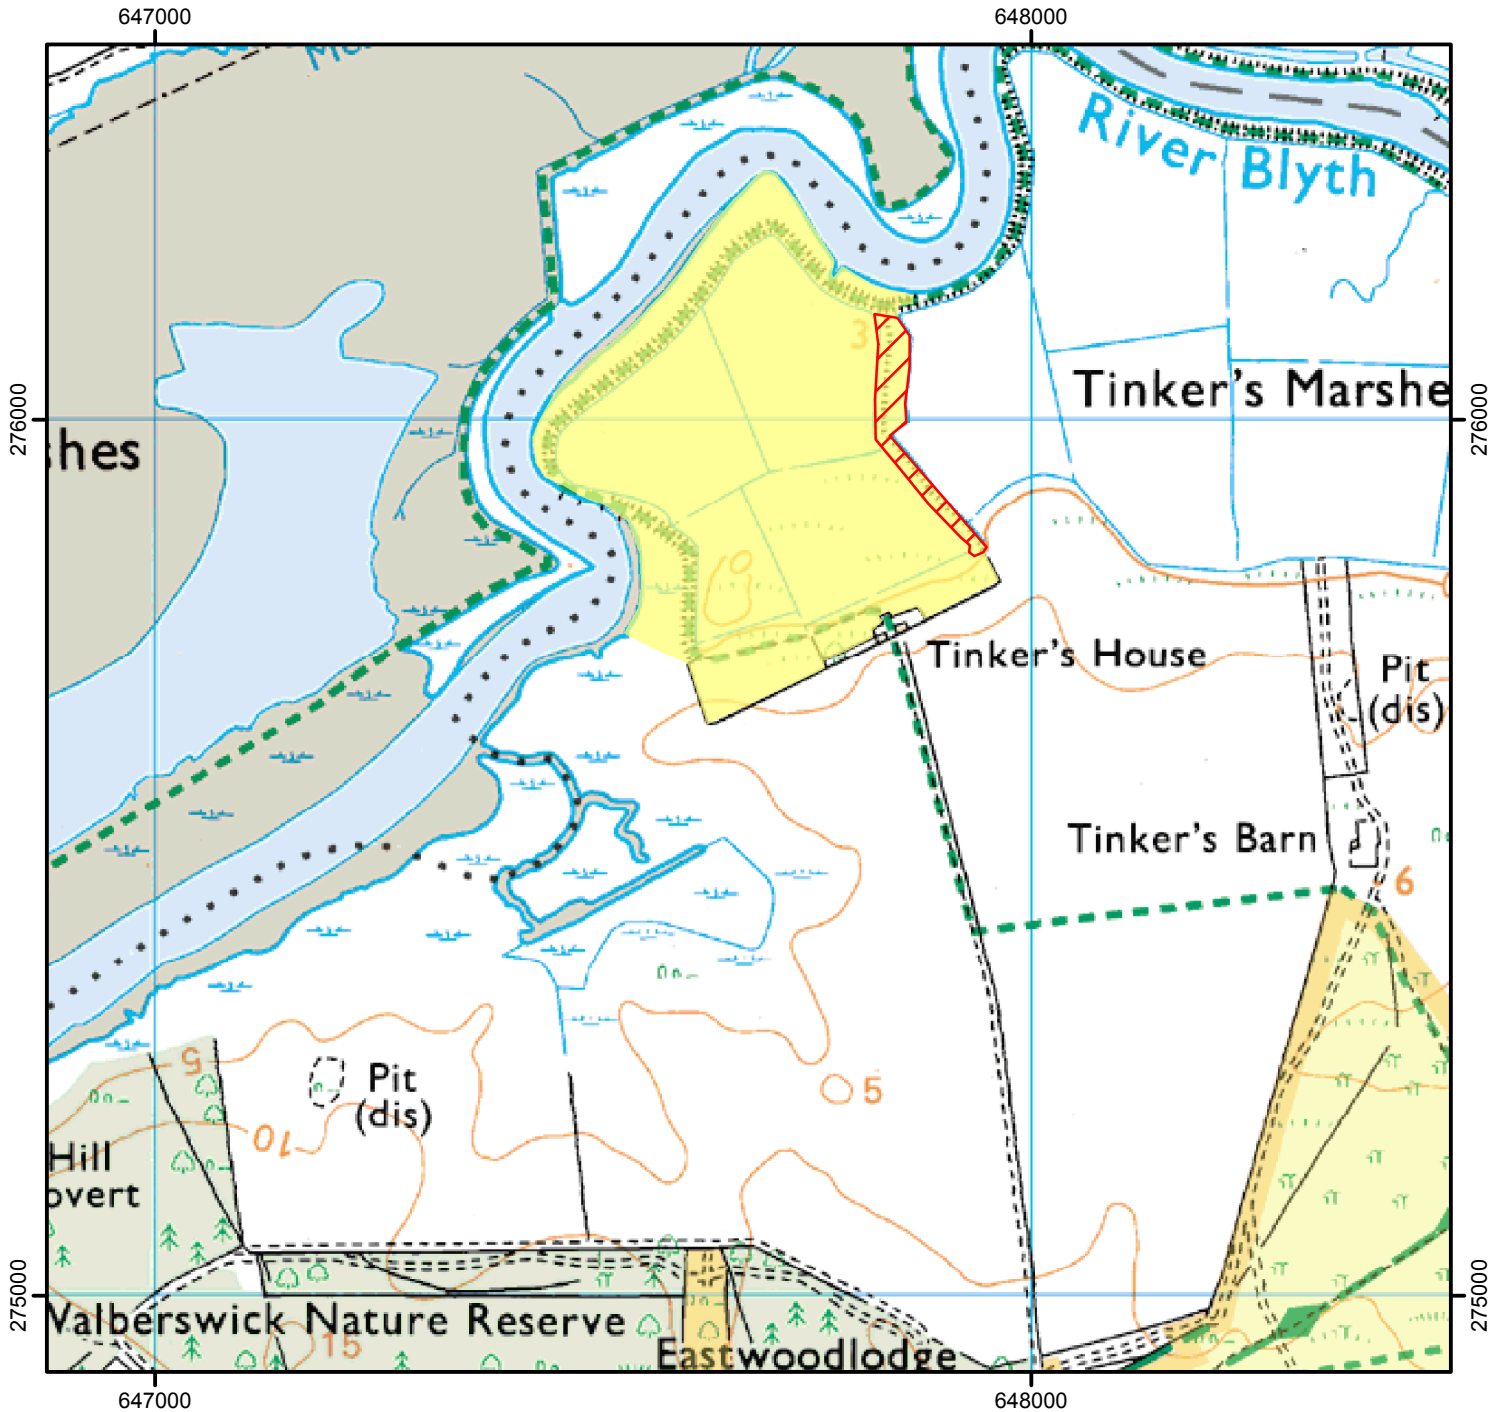 647000
648000
River Blyth
3
276000
276000
Tinker's Marshe
hes
Tinker's House
Pit
(dis)
Tinker's Barn
6
5
Pit
(dis)
5
10
Hill
overt
275000
275000
Valberswick Nature Reserve
15
Eastwoodlodge
647000
648000